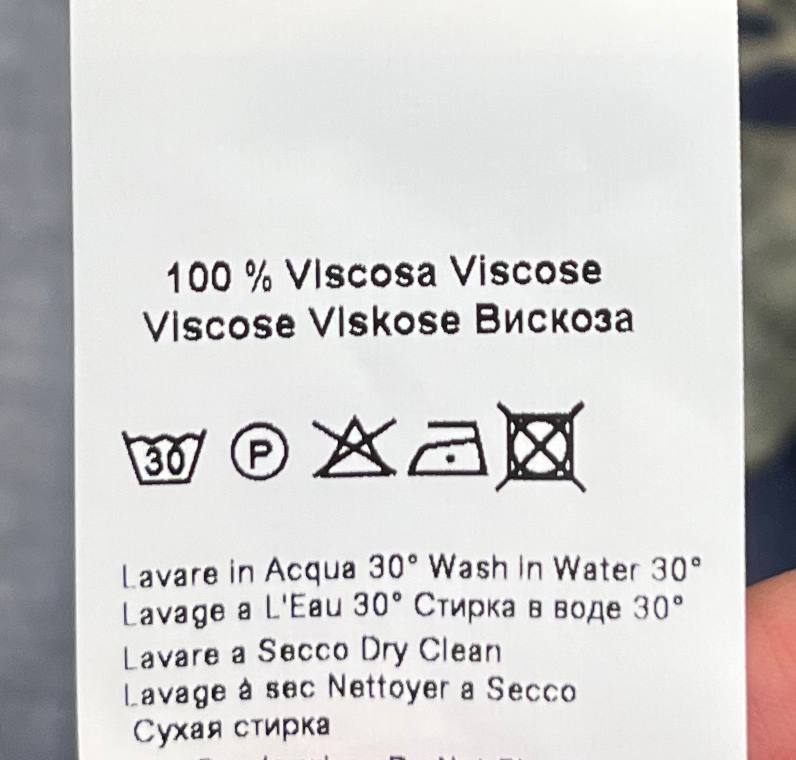 100 % Viscosa Viscose
Viscose Viskose Вискоза
30 P
Lavare in Acqua 30° Wash in Water 30°
Lavage a L'Eau 30° Стирка в воде 30°
Lavare a Secco Dry Clean
Lavage à sec Nettoyer a Secco
Сухая стирка